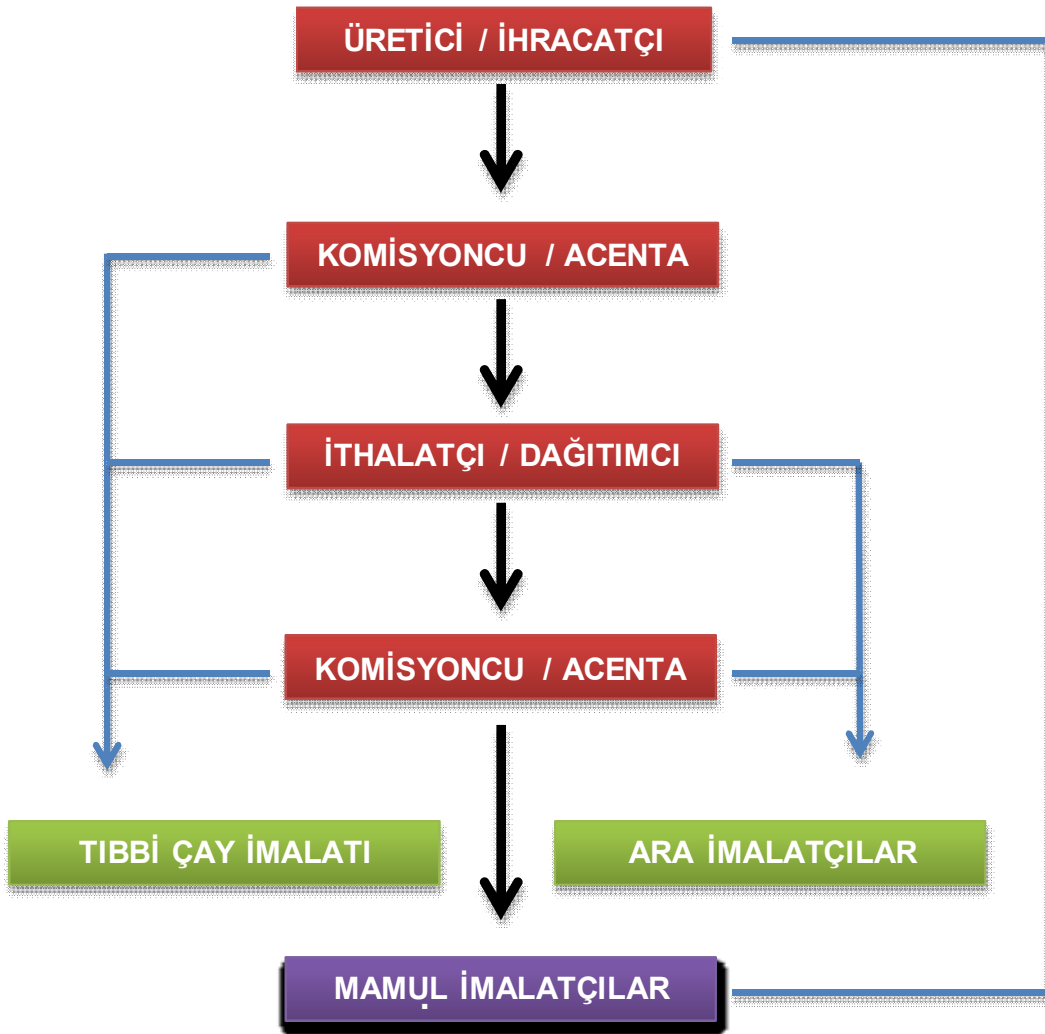 ÜRETİCİ / İHRACATÇI
KOMİSYONCU / ACENTA
İTHALATÇI / DAĞITIMCI
KOMİSYONCU / ACENTA
TIBBİ ÇAY İMALATI
ARA İMALATÇILAR
MAMUL İMALATÇILAR